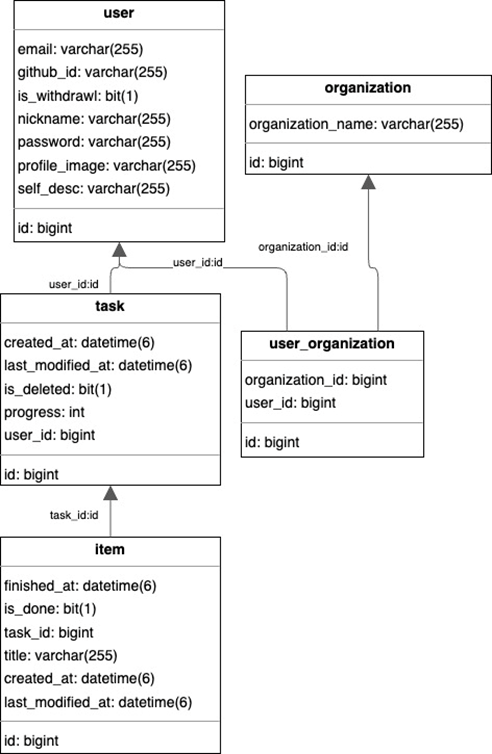 user
email: varchar(255)
github_id: varchar(255)
is_withdrawl: bit(1)
nickname: varchar(255)
password: varchar(255)
profile_image: varchar(255)
self_desc: varchar(255)
id: bigint
organization
organization_name: varchar(255)
id: bigint
organization_id:id
user_id:id
user_id:id
task
created_at: datetime(6)
last_modified_at: datetime(6)
is_deleted: bit(1)
progress: int
user_id: bigint
id: bigint
user_organization
organization_id: bigint
user_id: bigint
id: bigint
task_id:id
item
finished_at: datetime(6)
is_done: bit(1)
task_id: bigint
title: varchar(255)
created_at: datetime(6)
last_modified_at: datetime(6)
id: bigint